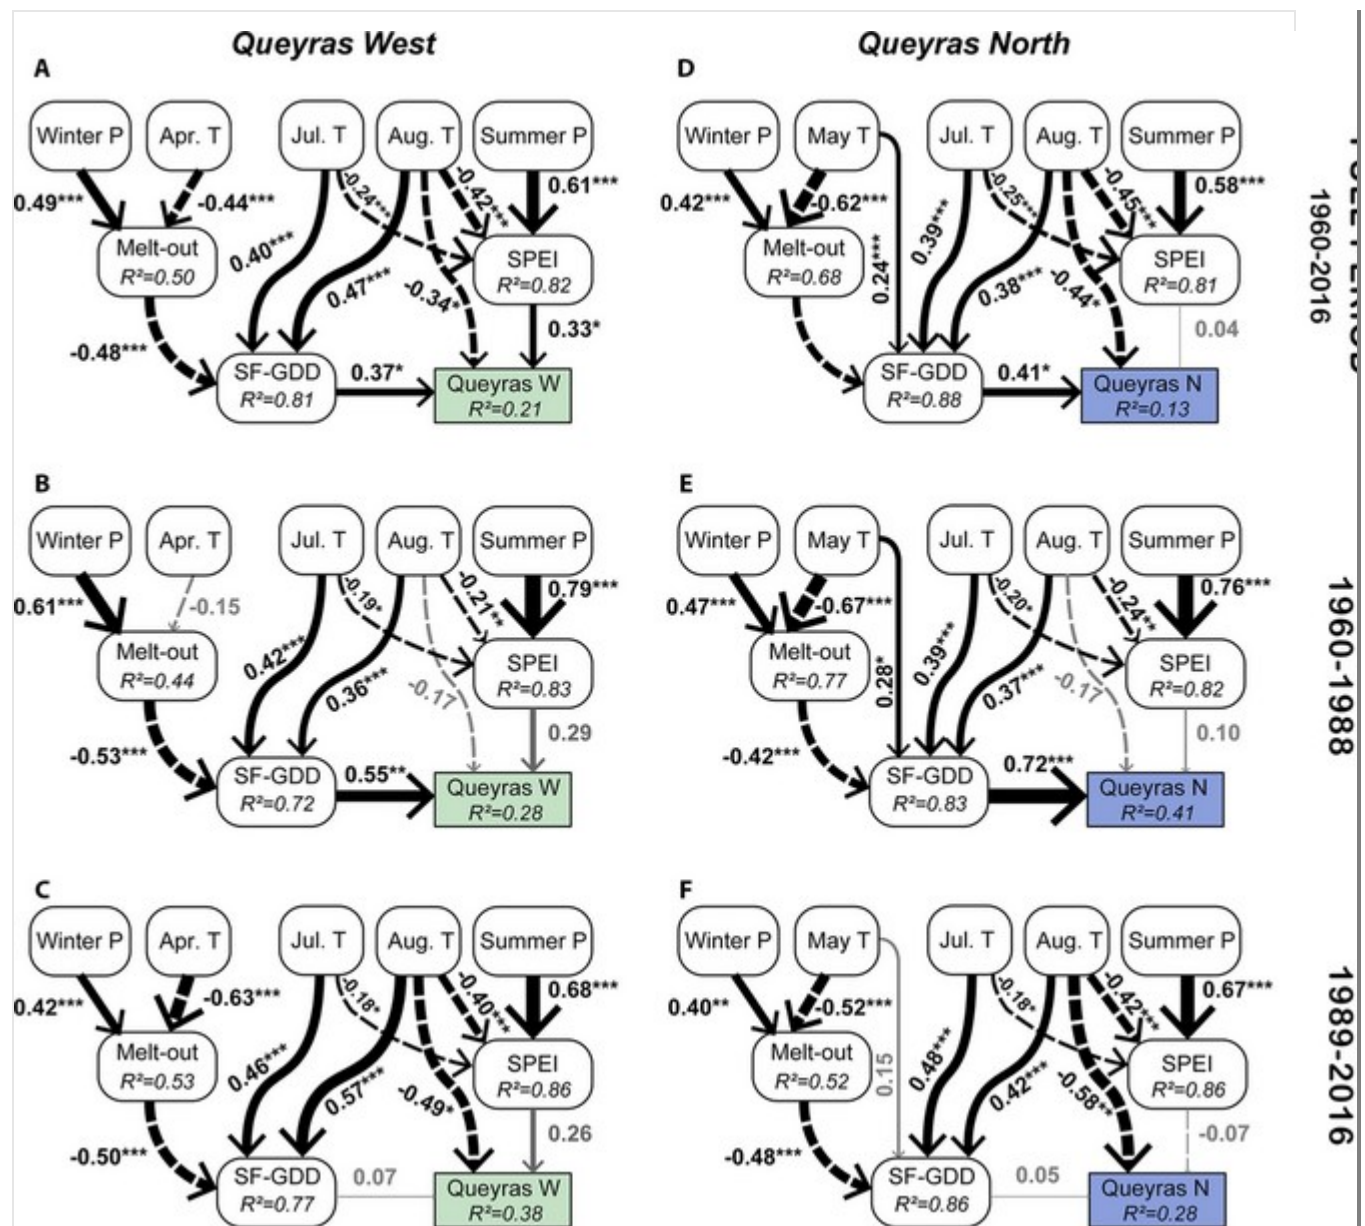 Queyras West
Queyras North
A
Winter P
Apr. T
Jul. T
Aug. T
Summer P
0.49***
-0.44***
-0.24***
-0.42***
0.61***
Melt-out
R²=0.50
0.40***
0.47***
-0.34*
SPEI
R²=0.82
-0.48***
0.33*
SF-GDD
R²=0.81
0.37*
Queyras W
R²=0.21
D
Winter P
May T
Jul. T
Aug. T
Summer P
0.42***
-0.62***
-0.25***
-0.45***
0.58***
Melt-out
R²=0.68
0.24***
0.39***
0.38***
-0.44*
SPEI
R²=0.81
0.04
SF-GDD
R²=0.88
0.41*
Queyras N
R²=0.13
1960-2016
B
Winter P
Apr. T
Jul. T
Aug. T
Summer P
0.61***
-0.15
-0.19*
-0.21**
0.79***
Melt-out
R²=0.44
0.42***
0.36***
-0.17
SPEI
R²=0.83
-0.53***
0.29
SF-GDD
R²=0.72
0.55**
Queyras W
R²=0.28
E
Winter P
May T
Jul. T
Aug. T
Summer P
0.47***
-0.67***
-0.20*
-0.24**
0.76***
Melt-out
R²=0.77
0.28*
0.39***
0.37***
-0.17
SPEI
R²=0.82
-0.42***
0.10
SF-GDD
R²=0.83
0.72***
Queyras N
R²=0.41
1960-1988
C
Winter P
Apr. T
Jul. T
Aug. T
Summer P
0.42***
-0.63***
-0.18*
-0.40***
0.68***
Melt-out
R²=0.53
0.46***
0.57***
-0.49*
SPEI
R²=0.86
-0.50***
0.26
SF-GDD
R²=0.77
0.07
Queyras W
R²=0.38
F
Winter P
May T
Jul. T
Aug. T
Summer P
0.40**
-0.52***
-0.18*
-0.42***
0.67***
Melt-out
R²=0.52
0.15
0.48***
0.42***
-0.58**
SPEI
R²=0.86
-0.48***
-0.07
SF-GDD
R²=0.86
0.05
Queyras N
R²=0.28
1989-2016